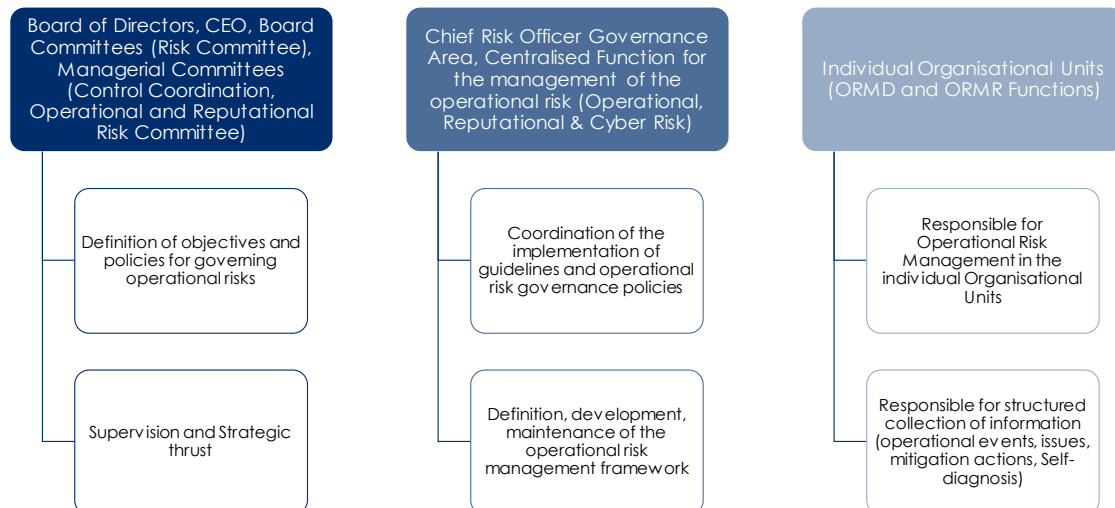 Board of Directors, CEO, Board
Committees (Risk Committee),
Managerial Committees
(Control Coordination,
Operational and Reputational
Risk Committee)
Definition of objectives and
policies for governing
operational risks
Supervision and Strategic
thrust
Chief Risk Officer Governance
Area, Centralised Function for
the management of the
operational risk (Operational,
Reputational & Cyber Risk)
Coordination of the
implementation of
guidelines and operational
risk governance policies
Definition, development,
maintenance of the
operational risk
management framework
Individual Organisational Units
(ORMD and ORMR Functions)
Responsible for
Operational Risk
Management in the
individual Organisational
Units
Responsible for structured
collection of information
(operational events, issues,
mitigation actions, Self-
diagnosis)